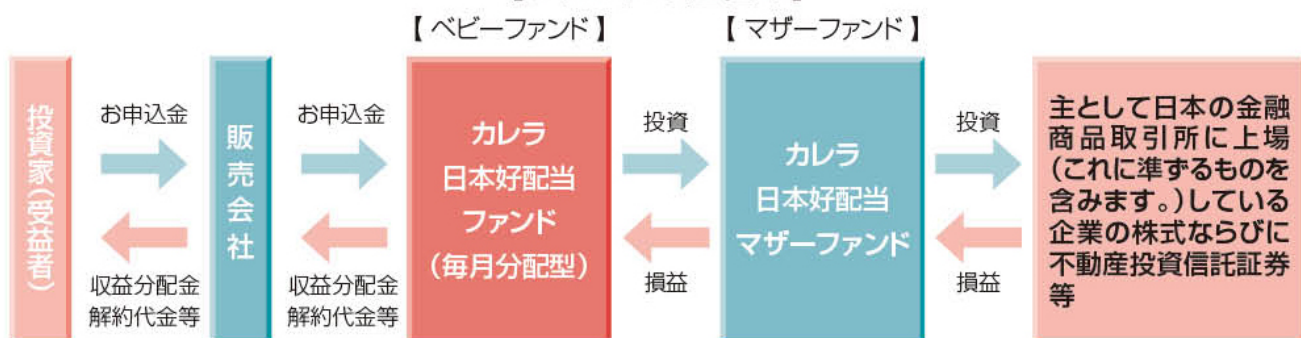 【 ベビーファンド 】
【 マザーファンド 】
投資家(受益者)
お申込金
収益分配金
解約代金等
販売会社
お申込金
収益分配金
解約代金等
カレラ
日本好配当
ファンド
(毎月分配型)
投資
損益
カレラ
日本好配当
マザーファンド
投資
損益
主として日本の金融
商品取引所に上場
(これに準ずるものを
含みます。)している
企業の株式ならびに
不動産投資信託証券
等